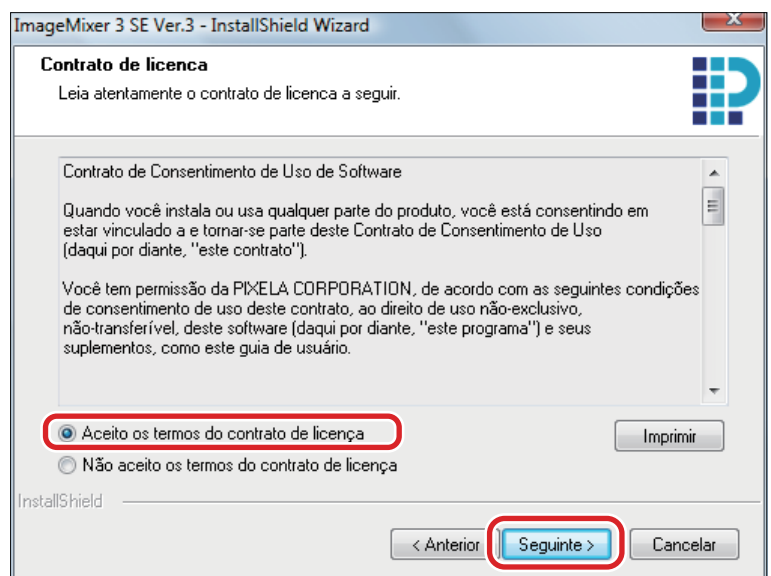 ImageMixer 3 SE Ver.3 - InstallShield Wizard
Contrato de licenca
Leia atentamente o contrato de licenca a seguir.
Contrato de Consentimento de Uso de Software
Quando você instala ou usa qualquer parte do produto, você está consentindo em
estar vinculado a e tornar-se parte deste Contrato de Consentimento de Uso
(daqui por diante, "este contrato").
Você tem permissão da PIXELA CORPORATION, de acordo com as seguintes condições
de consentimento de uso deste contrato, ao direito de uso não-exclusivo,
não-transferível, deste software (daqui por diante, "este programa") e seus
suplementos, como este guia de usuário.
Aceito os termos do contrato de licença
Imprimir
Não aceito os termos do contrato de licença
InstallShield
< Anterior
Seguinte >
Cancelar